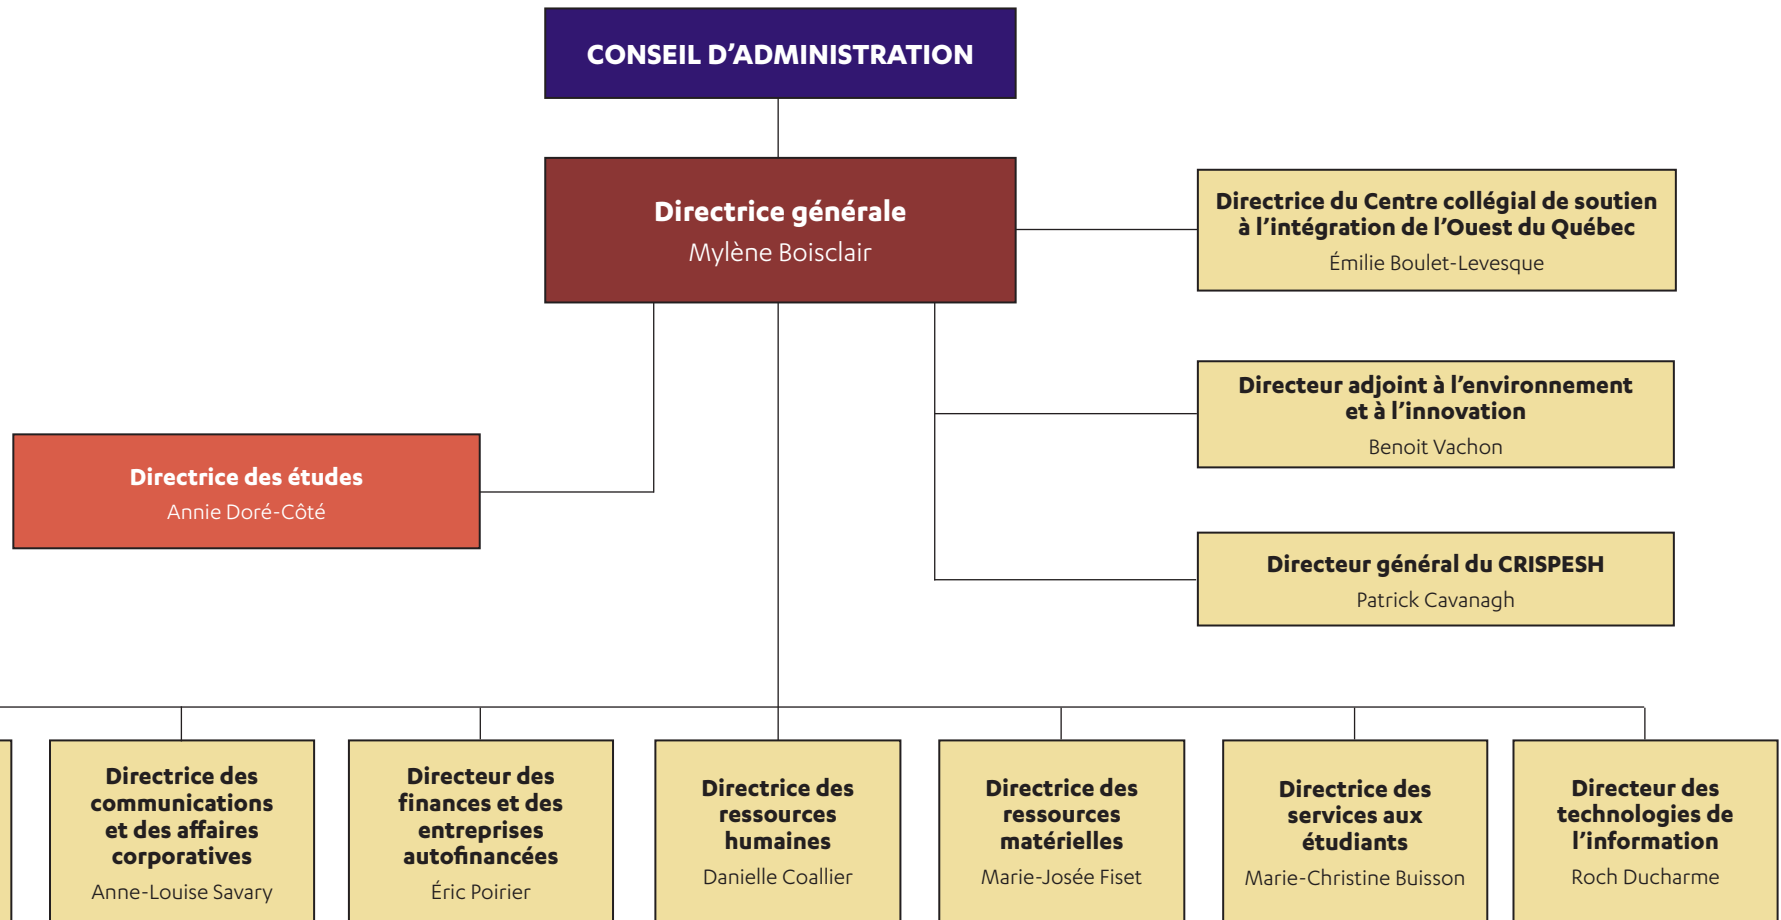 CONSEIL D’ADMINISTRATION
Directrice générale
Mylène Boisclair
Directrice du Centre collégial de soutien
à l’intégration de l’Ouest du Québec
Émilie Boulet-Levesque
Directeur adjoint à l’environnement
et à l’innovation
Benoit Vachon
Directrice des études
Annie Doré-Côté
Directeur général du CRISPESH
Patrick Cavanagh
Directrice des
communications
et des affaires
corporatives
Anne-Louise Savary
Directeur des
finances et des
entreprises
autofinancées
Éric Poirier
Directrice des
ressources
humaines
Danielle Coallier
Directrice des
ressources
matérielles
Marie-Josée Fiset
Directrice des
services aux
étudiants
Marie-Christine Buisson
Directeur des
technologies de
l’information
Roch Ducharme